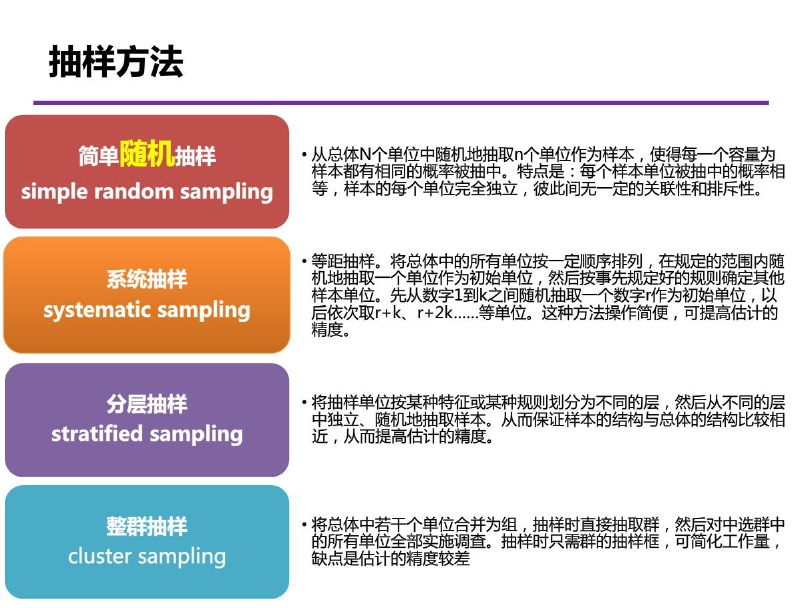 抽样方法
简单随机抽样
simple random sampling
• 从总体N个单位中随机地抽取n个单位作为样本，使得每一个容量为
样本都有相同的概率被抽中。特点是：每个样本单位被抽中的概率相
等，样本的每个单位完全独立，彼此间无一定的关联性和排斥性。
系统抽样
systematic sampling
• 等距抽样。将总体中的所有单位按一定顺序排列，在规定的范围内随
机地抽取一个单位作为初始单位，然后按事先规定好的规则确定其他
样本单位。先从数字1到k之间随机抽取一个数字r作为初始单位，以
后依次取r+k、r+2k……等单位。这种方法操作简便，可提高估计的
精度。
分层抽样
stratified sampling
• 将抽样单位按某种特征或某种规则划分为不同的层，然后从不同的层
中独立、随机地抽取样本。从而保证样本的结构与总体的结构比较相
近，从而提高估计的精度。
整群抽样
cluster sampling
• 将总体中若干个单位合并为组，抽样时直接抽取群，然后对中选群中
的所有单位全部实施调查。抽样时只需群的抽样框，可简化工作量，
缺点是估计的精度较差